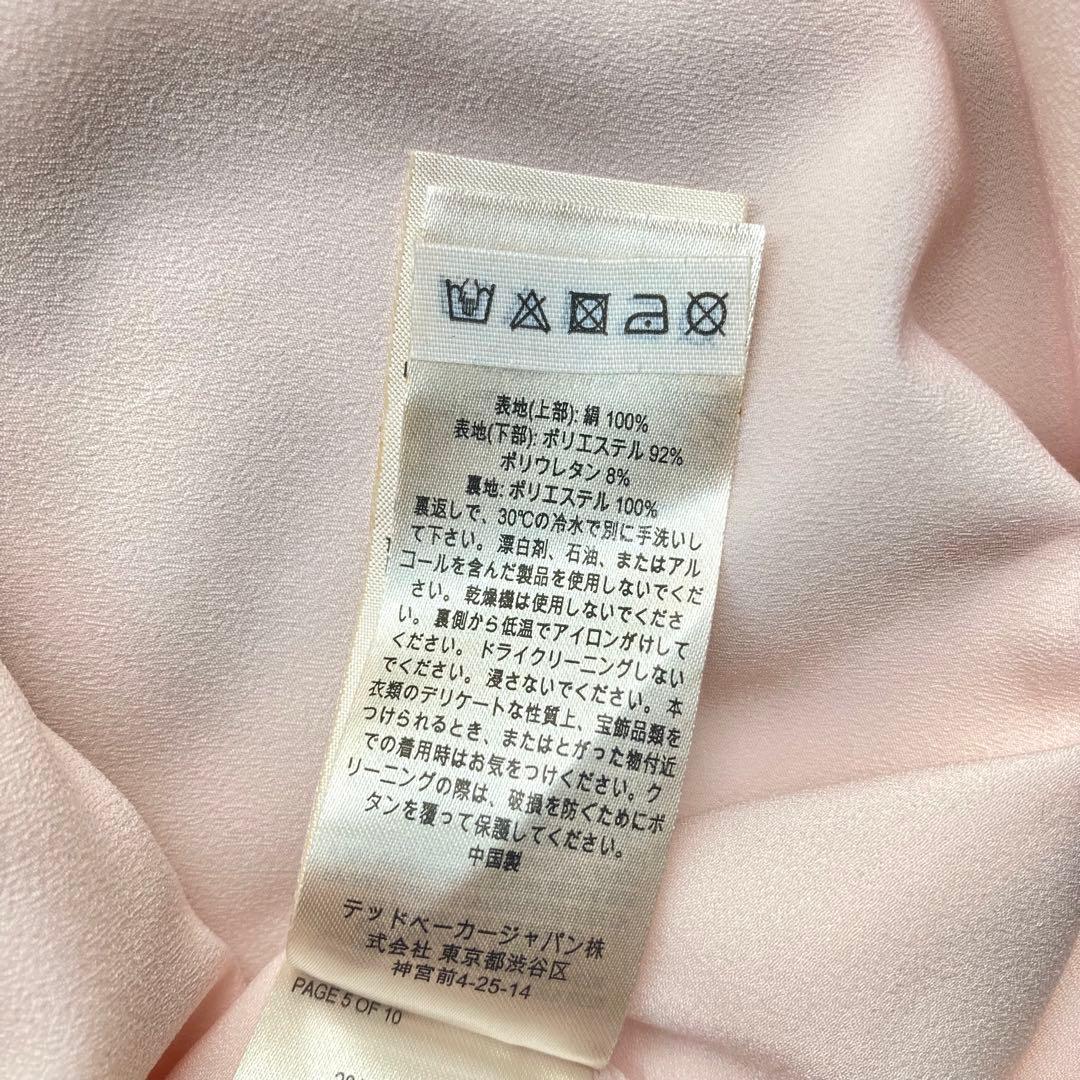 表地(上部): 絹 100%
表地(下部): ポリエステル 92%
ポリウレタン 8%
裏地: ポリエステル 100%
裏返しで、30℃の冷水で別に手洗いし
て下さい。漂白剤、石油、またはアル
コールを含んだ製品を使用しないでくだ
さい。乾燥機は使用しないでくださ
い。裏側から低温でアイロンがけして
ください。ドライクリーニングしない
でください。浸さないでください。本
衣類のデリケートな性質上、宝飾品類を
つけられるとき、またはとがった物付近
での着用時はお気をつけください。ク
リーニングの際は、破損を防ぐためにボ
タンを覆って保護してください。
中国製
テッドベーカージャパン株
式会社 東京都渋谷区
神宮前4-25-14
PAGE 5 OF 10